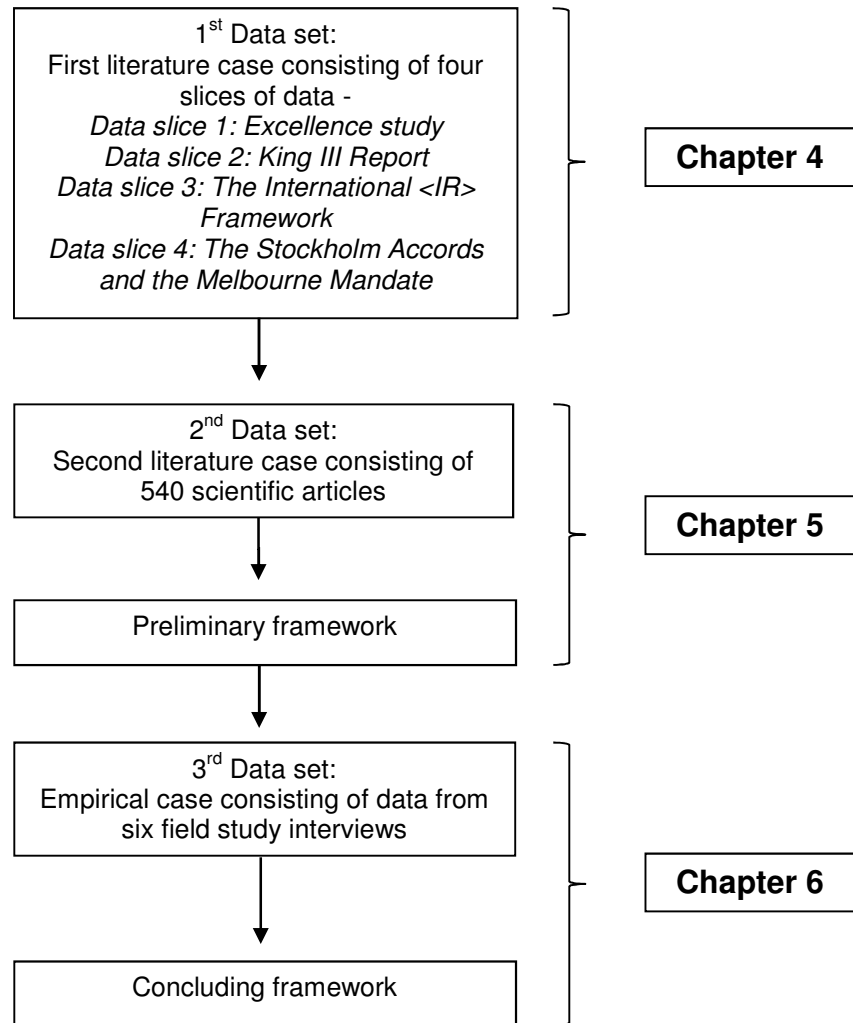 1st Data set:
First literature case consisting of four
slices of data -
Data slice 1: Excellence study
Data slice 2: King III Report
Data slice 3: The International <IR>
Framework
Data slice 4: The Stockholm Accords
and the Melbourne Mandate
Chapter 4
2nd Data set:
Second literature case consisting of
540 scientific articles
Chapter 5
Preliminary framework
3rd Data set:
Empirical case consisting of data from
six field study interviews
Chapter 6
Concluding framework